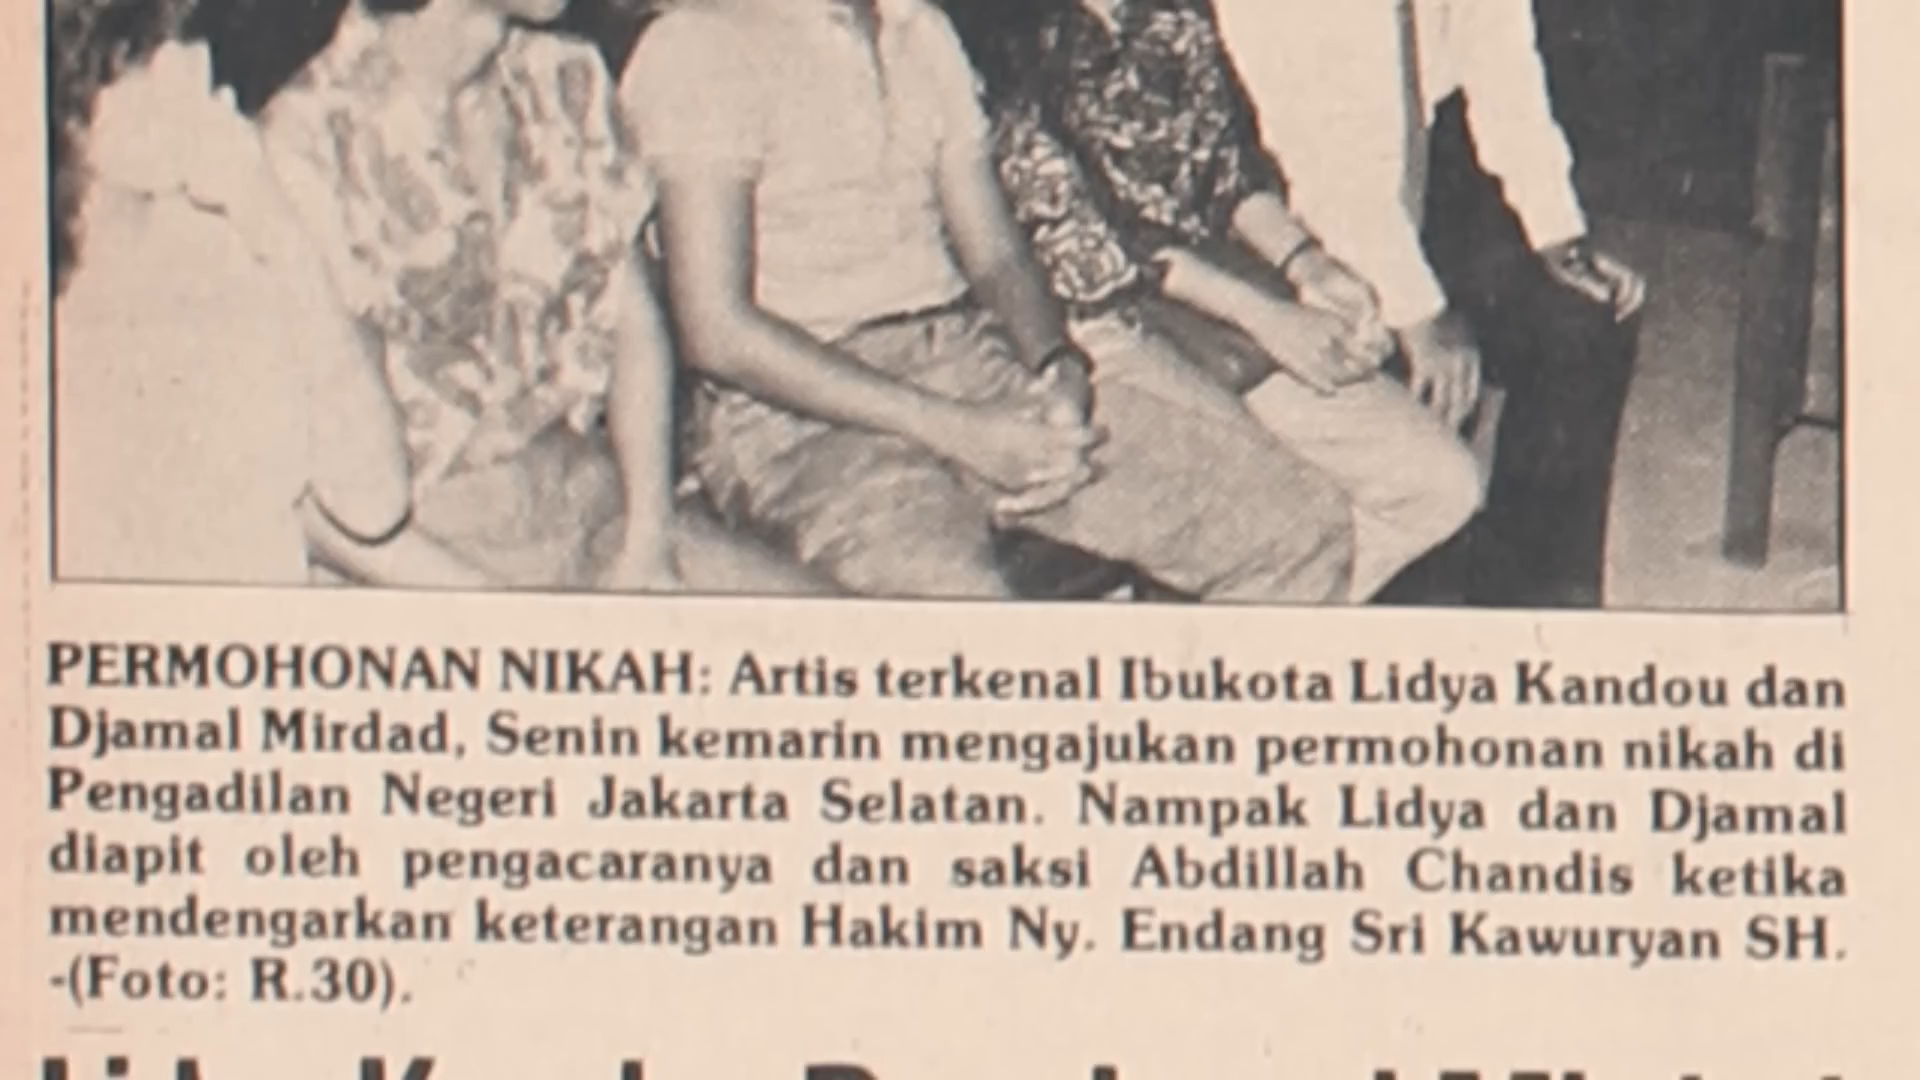 PERMOHONAN NIKAH: Artis terkenal Ibukota Lidya Kandou dan
Djamal Mirdad, Senin kemarin mengajukan permohonan nikah di
Pengadilan Negeri Jakarta Selatan. Nampak Lidya dan Djamal
diapit oleh pengacaranya dan saksi Abdillah Chandis ketika
mendengarkan keterangan Hakim Ny. Endang Sri Kawuryan SH.
-(Foto: R.30).